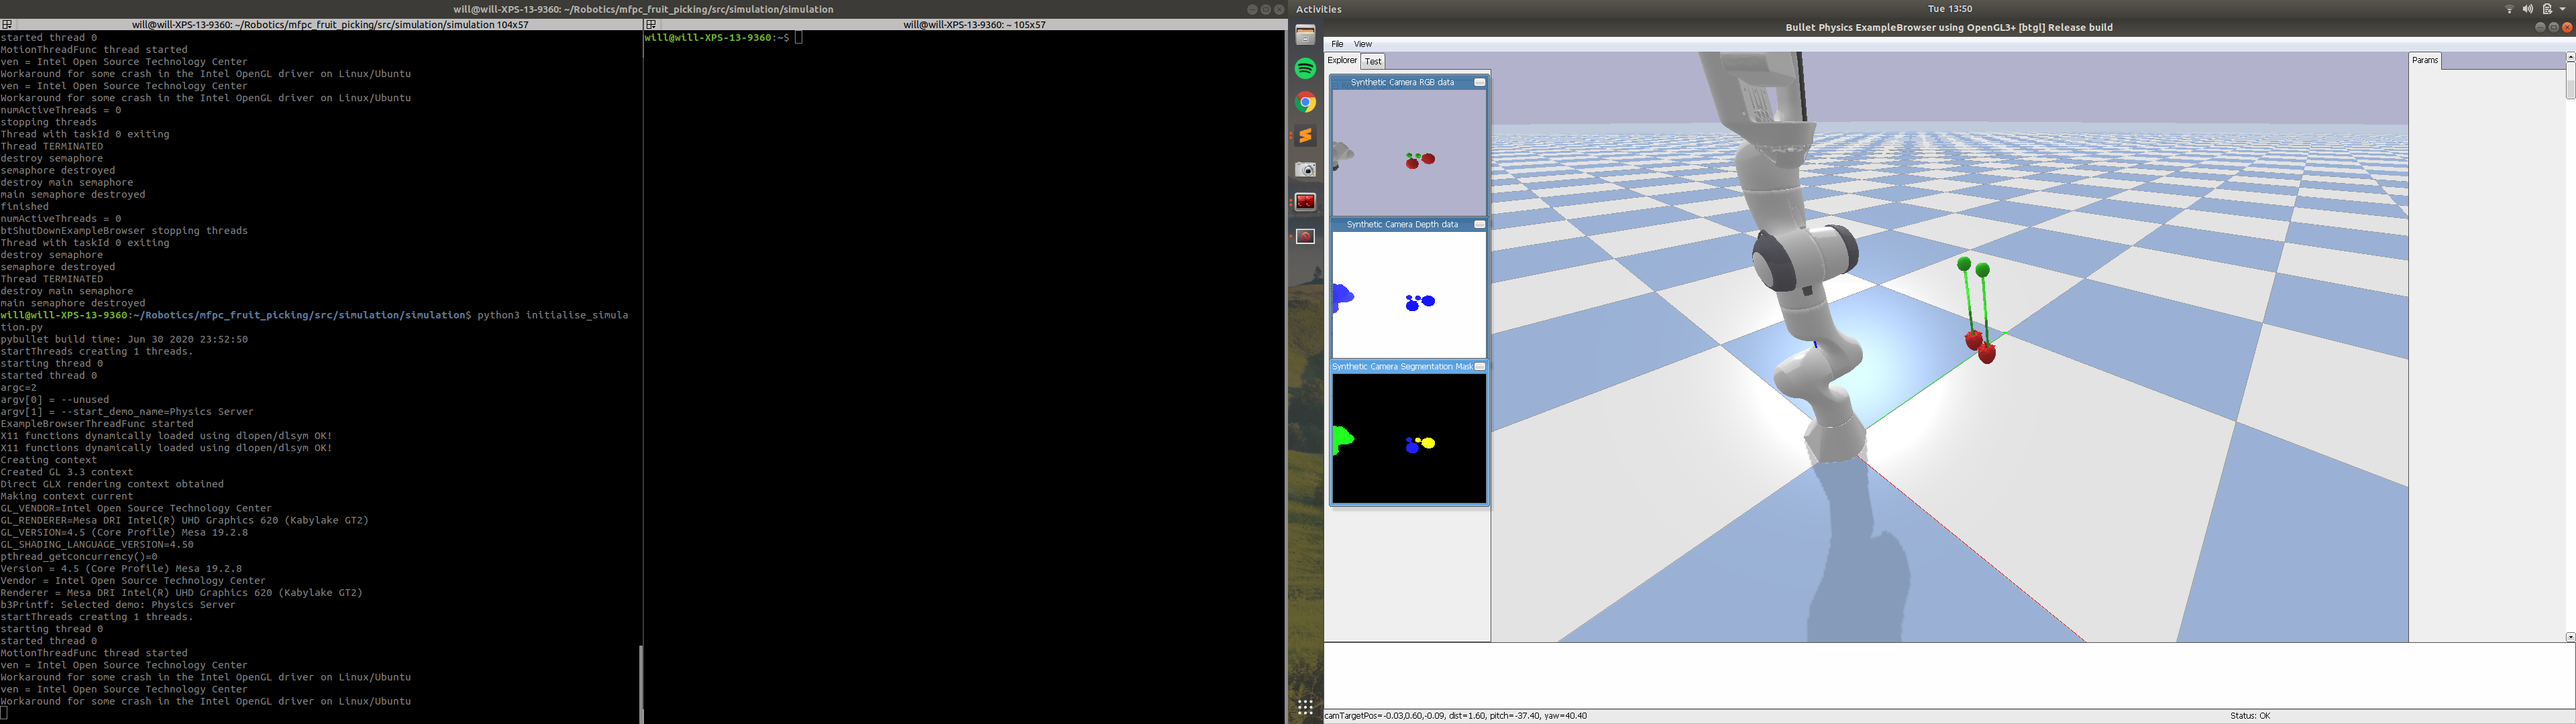 will@will-XPS-13-9360: ~/Robotics/mfpc_fruit_picking/src/simulation/simulation
will@will-XPS-13-9360: ~/Robotics/mfpc_fruit_picking/src/simulation/simulation 104x57
started thread 0
MotionThreadFunc thread started
ven = Intel Open Source Technology Center
Workaround for some crash in the Intel OpenGL driver on Linux/Ubuntu
ven = Intel Open Source Technology Center
Workaround for some crash in the Intel OpenGL driver on Linux/Ubuntu
numActiveThreads = 0
stopping threads
Thread with taskId 0 exiting
Thread TERMINATED
destroy semaphore
semaphore destroyed
destroy main semaphore
main semaphore destroyed
finished
numActiveThreads = 0
btShutDownExampleBrowser stopping threads
Thread with taskId 0 exiting
destroy semaphore
semaphore destroyed
Thread TERMINATED
destroy main semaphore
main semaphore destroyed
will@will-XPS-13-9360:~/Robotics/mfpc_fruit_picking/src/simulation/simulation$ python3 initialise_simula
tion.py
pybullet build time: Jun 30 2020 23:52:50
startThreads creating 1 threads.
starting thread 0
started thread 0
argc=2
argv[0] = --unused
argv[1] = --start_demo_name=Physics Server
ExampleBrowserThreadFunc started
X11 functions dynamically loaded using dlopen/dlsym OK!
X11 functions dynamically loaded using dlopen/dlsym OK!
Creating context
Created GL 3.3 context
Direct GLX rendering context obtained
Making context current
GL_VENDOR=Intel Open Source Technology Center
GL_RENDERER=Mesa DRI Intel(R) UHD Graphics 620 (Kabylake GT2)
GL_VERSION=4.5 (Core Profile) Mesa 19.2.8
GL_SHADING_LANGUAGE_VERSION=4.50
pthread_getconcurrency()=0
Version = 4.5 (Core Profile) Mesa 19.2.8
Vendor = Intel Open Source Technology Center
Renderer = Mesa DRI Intel(R) UHD Graphics 620 (Kabylake GT2)
b3Printf: Selected demo: Physics Server
startThreads creating 1 threads.
starting thread 0
started thread 0
MotionThreadFunc thread started
ven = Intel Open Source Technology Center
Workaround for some crash in the Intel OpenGL driver on Linux/Ubuntu
ven = Intel Open Source Technology Center
Workaround for some crash in the Intel OpenGL driver on Linux/Ubuntu
will@will-XPS-13-9360: ~ 105x57
will@will-XPS-13-9360:~$
Activities
Tue 13:50
Bullet Physics ExampleBrowser using OpenGL3+ [btgl] Release build
File View
Explorer Test
Params
Synthetic Camera RGB data
Synthetic Camera Depth data
Synthetic Camera Segmentation Mask
camTargetPos=-0.03,0.60,-0.09, dist=1.60, pitch=-37.40, yaw=40.40
Status: OK